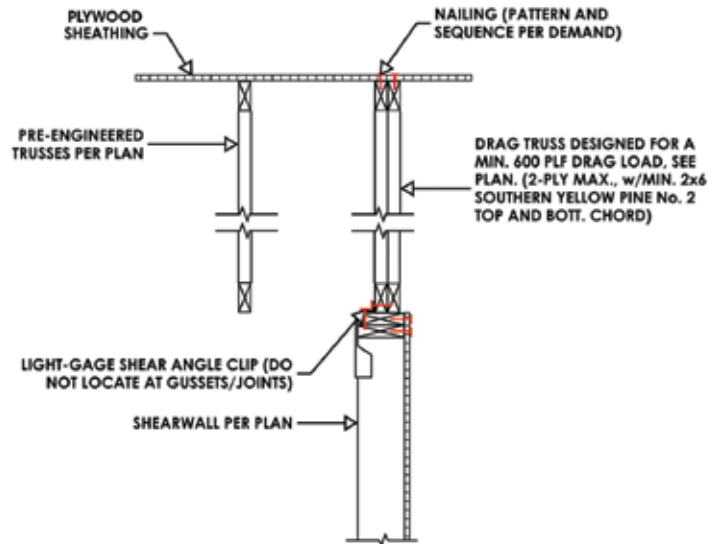 PLYWOOD
SHEATHING
NAILING (PATTERN AND
SEQUENCE PER DEMAND)
PRE-ENGINEERED
TRUSSES PER PLAN
DRAG TRUSS DESIGNED FOR A
MIN. 600 PLF DRAG LOAD, SEE
PLAN. (2-PLY MAX., w/MIN. 2x6
SOUTHERN YELLOW PINE No. 2
TOP AND BOTT. CHORD)
LIGHT-GAGE SHEAR ANGLE CLIP (DO
NOT LOCATE AT GUSSETS/JOINTS)
SHEARWALL PER PLAN